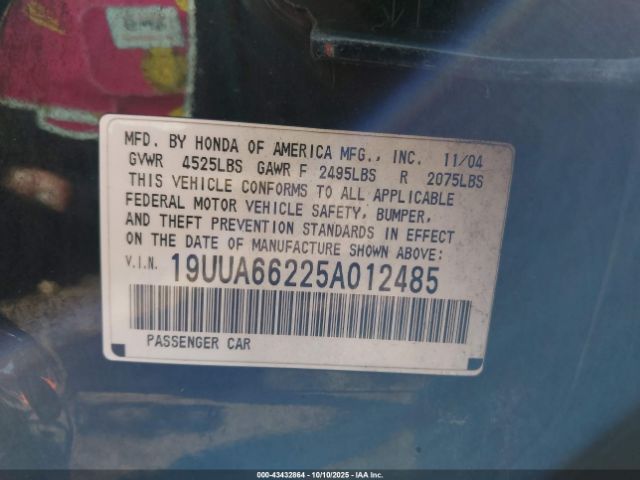 MFD. BY HONDA OF AMERICA MFG., INC. 11/04
GVWR 4525LBS GAWR F 2495LBS R 2075LBS
THIS VEHICLE CONFORMS TO ALL APPLICABLE
FEDERAL MOTOR VEHICLE SAFETY, BUMPER,
AND THEFT PREVENTION STANDARDS IN EFFECT
ON THE DATE OF MANUFACTURE SHOWN ABOVE:
V.I.N. 19UUA66225A012485
PASSENGER CAR
000-43432864 - 10/10/2025 - IAA Inc.